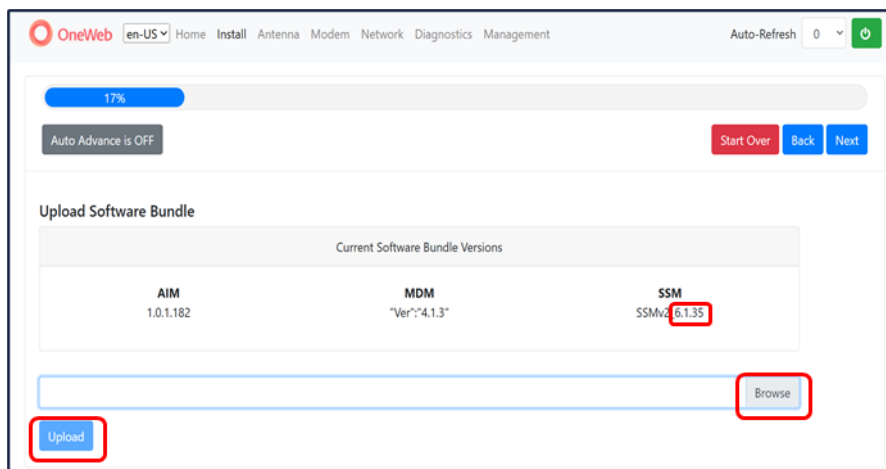 OneWeb en-US Home Install Antenna Modem Network Diagnostics Management Auto-Refresh 0
17%
Auto Advance is OFF Start Over Back Next
Upload Software Bundle
Current Software Bundle Versions
AIM MDM SSM
1.0.1.182 "Ver":"4.1.3" SSMv2_6.1.35
Browse
Upload